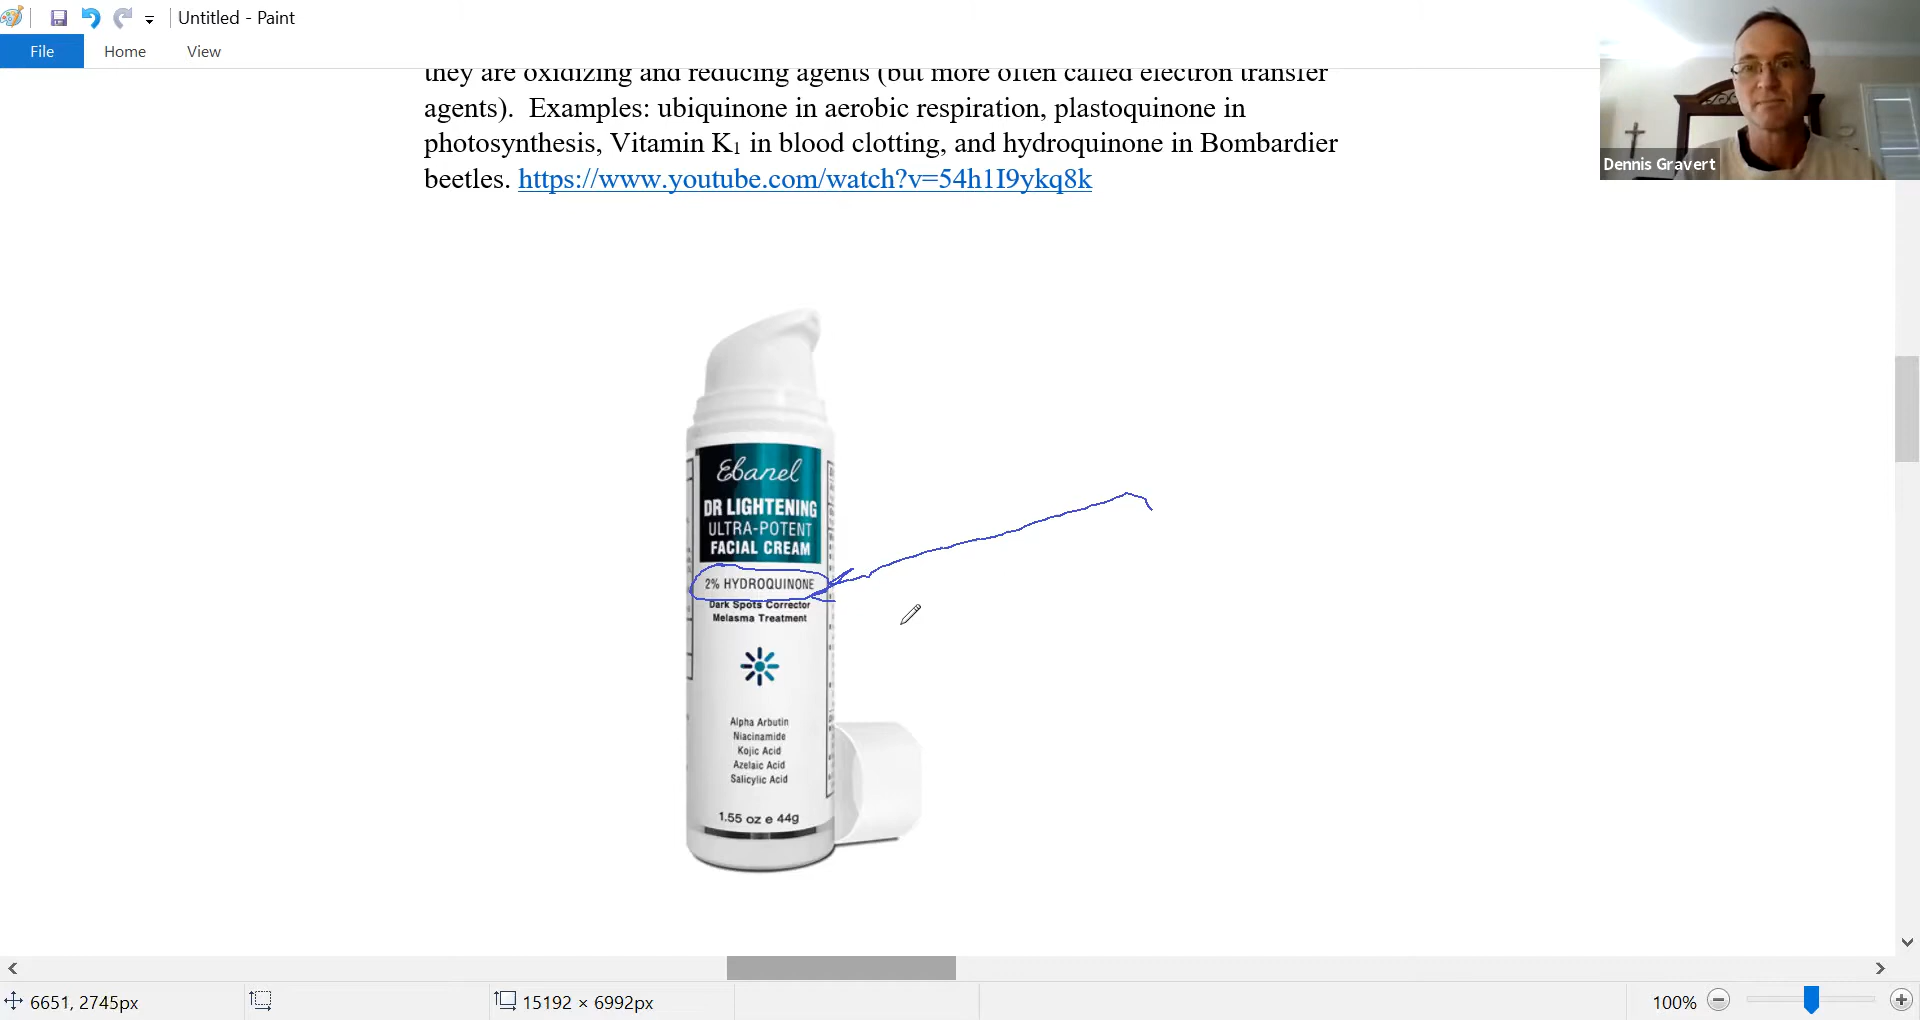 Untitled - Paint
File Home View
they are oxidizing and reducing agents (but more often called electron transfer
agents). Examples: ubiquinone in aerobic respiration, plastoquinone in
photosynthesis, Vitamin K₁ in blood clotting, and hydroquinone in Bombardier
beetles. https://www.youtube.com/watch?v=54h1I9ykq8k
Dennis Gravert
Ebanel
DR LIGHTENING
ULTRA-POTENT
FACIAL CREAM
2% HYDROQUINONE
Dark Spots Corrector
Melasma Treatment
Alpha Arbutin
Niacinamide
Kojic Acid
Azelaic Acid
Salicylic Acid
1.55 oz e 44g
6651, 2745px
15192 × 6992px
100%